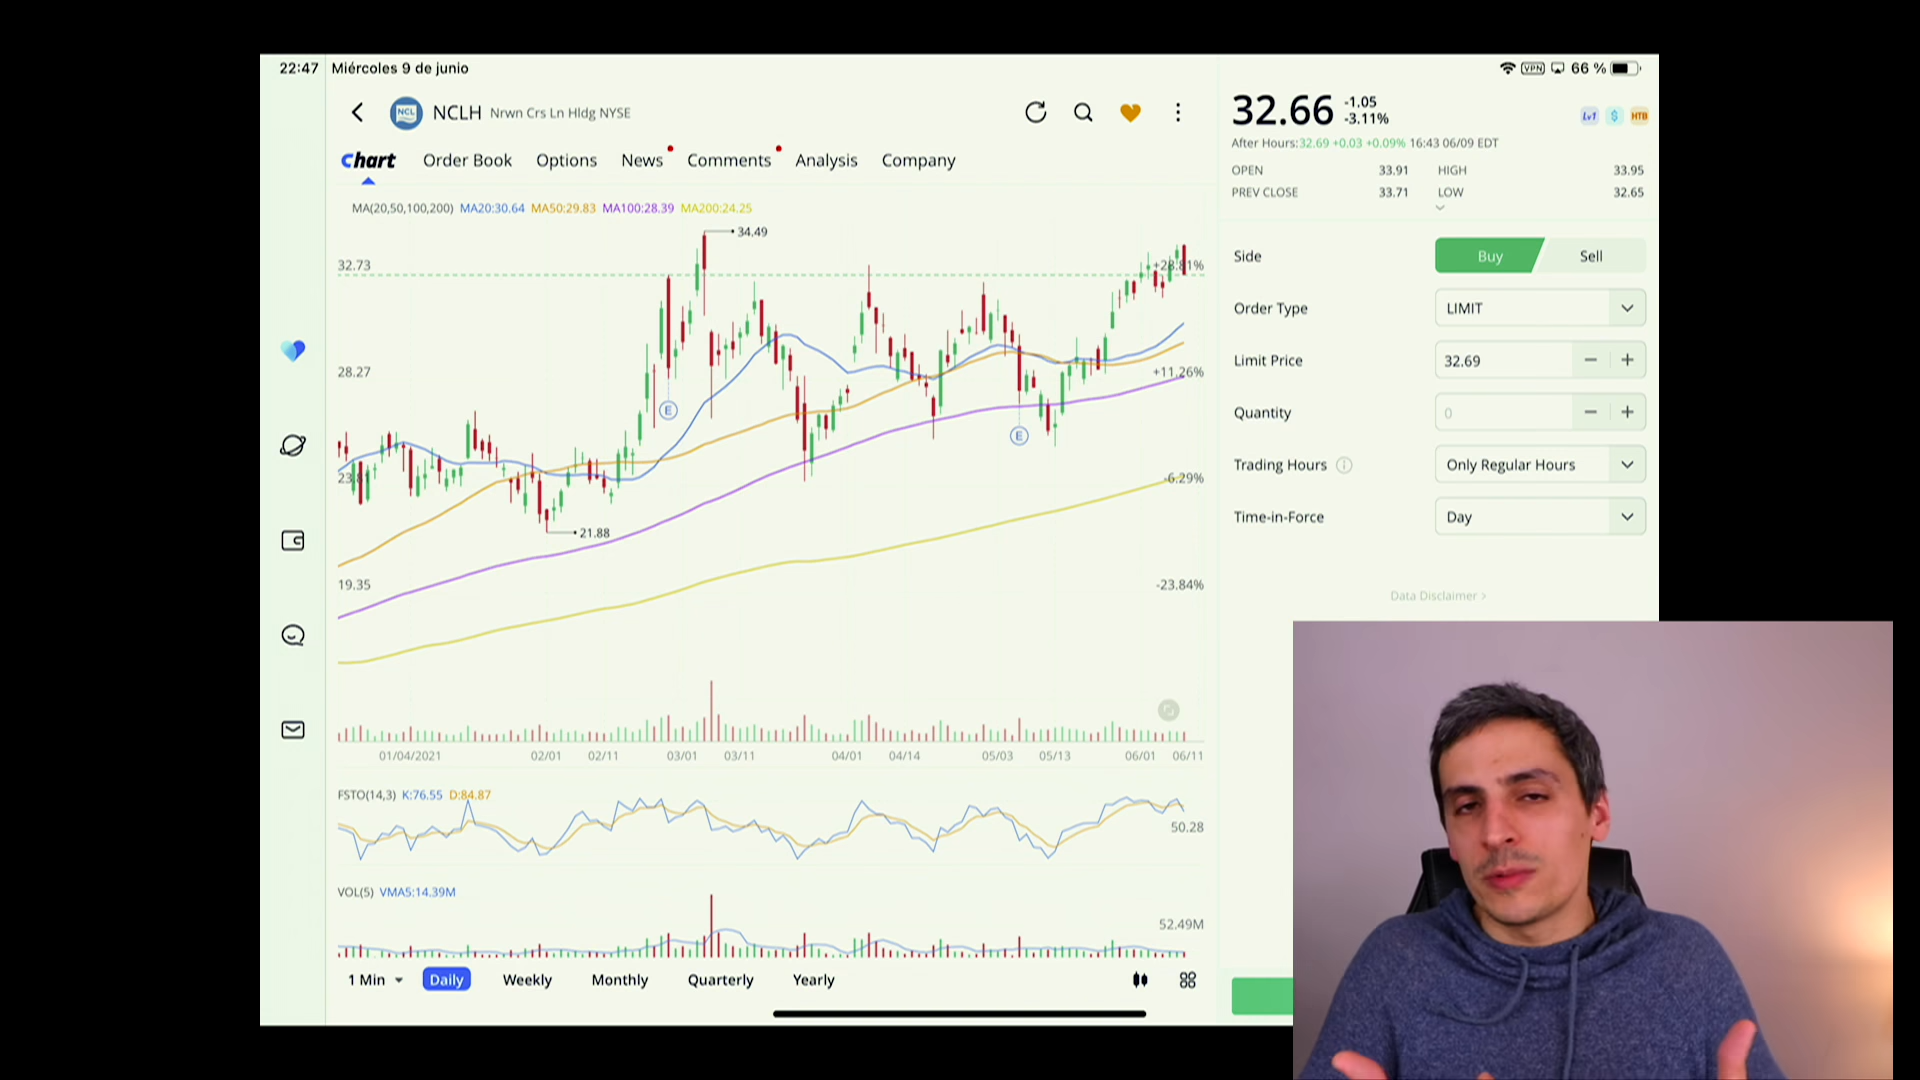 22:47 Miércoles 9 de junio
VPN 66 %
NCL NCLH Nrwn Crs Ln Hldg NYSE
Chart Order Book Options News Comments Analysis Company
MA(20,50,100,200) MA20:30.64 MA50:29.83 MA100:28.39 MA200:24.25
34.49
32.73 +28.81%
28.27 +11.26%
E
E
23.81 -6.29%
21.88
19.35 -23.84%
01/04/2021 02/01 02/11 03/01 03/11 04/01 04/14 05/03 05/13 06/01 06/11
FSTO(14,3) K:76.55 D:84.87
50.28
VOL(5) VMA5:14.39M
52.49M
1 Min Daily Weekly Monthly Quarterly Yearly
32.66 -1.05
-3.11%
Lv1 $ HTB
After Hours:32.69 +0.03 +0.09% 16:43 06/09 EDT
OPEN 33.91 HIGH 33.95
PREV CLOSE 33.71 LOW 32.65
Side Buy Sell
Order Type LIMIT
Limit Price 32.69 − +
Quantity 0 − +
Trading Hours Only Regular Hours
Time-in-Force Day
Data Disclaimer >